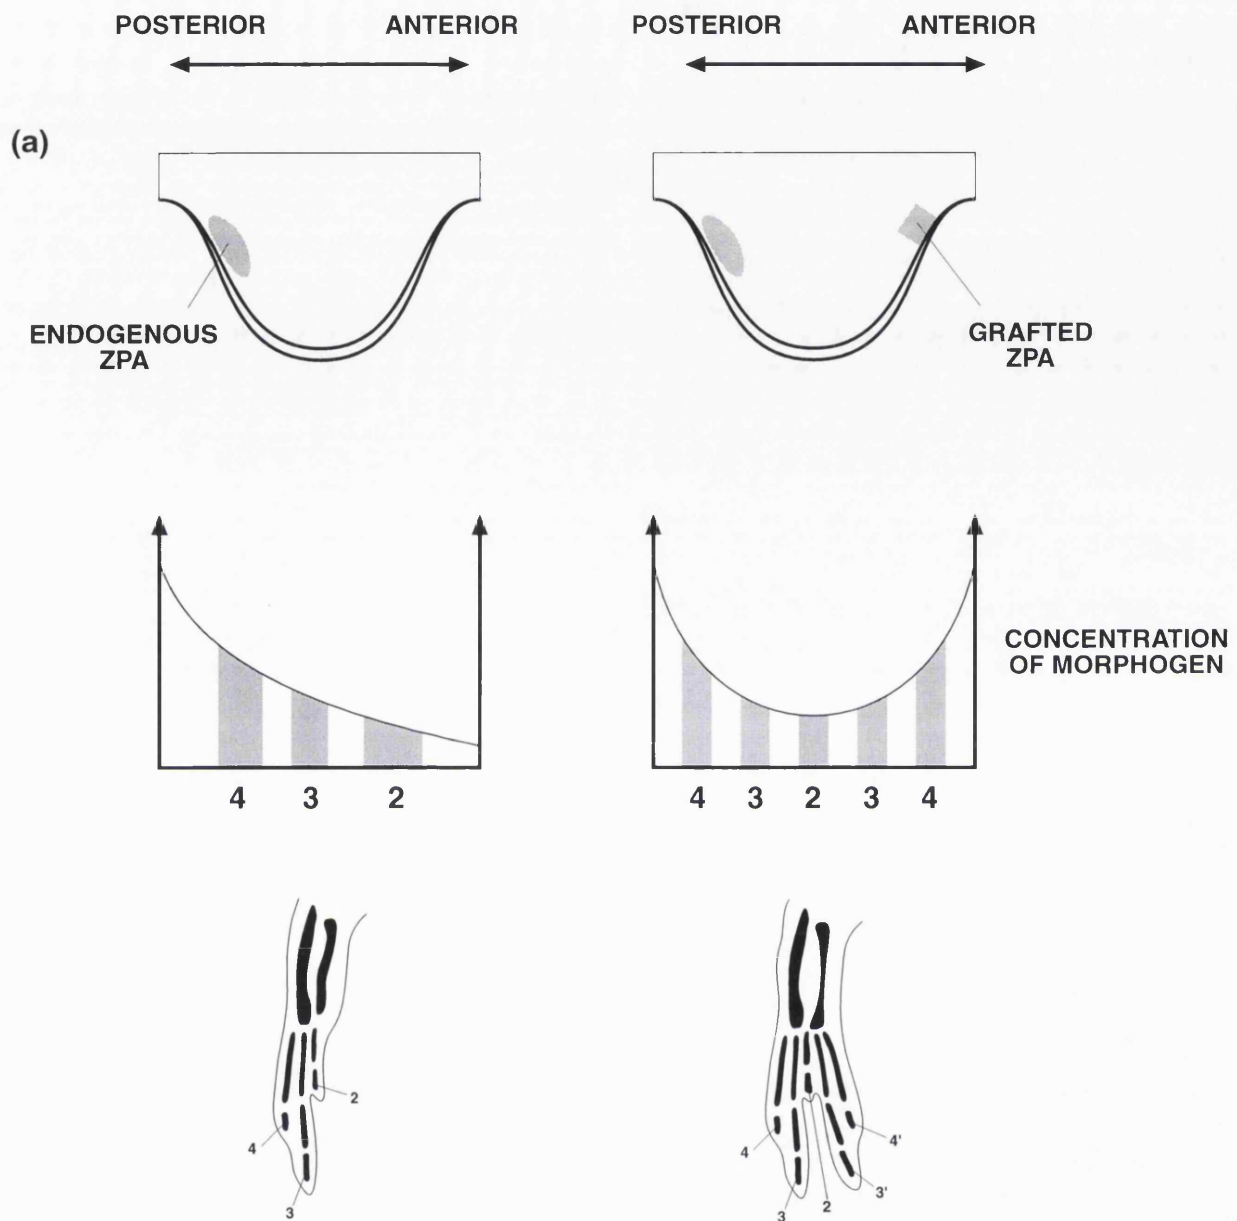 POSTERIOR ANTERIOR POSTERIOR ANTERIOR
(a)
ENDOGENOUS
ZPA
GRAFTED
ZPA
CONCENTRATION
OF MORPHOGEN
4 3 2 4 3 2 3 4
2
4
3
4
3
2
3'
4'